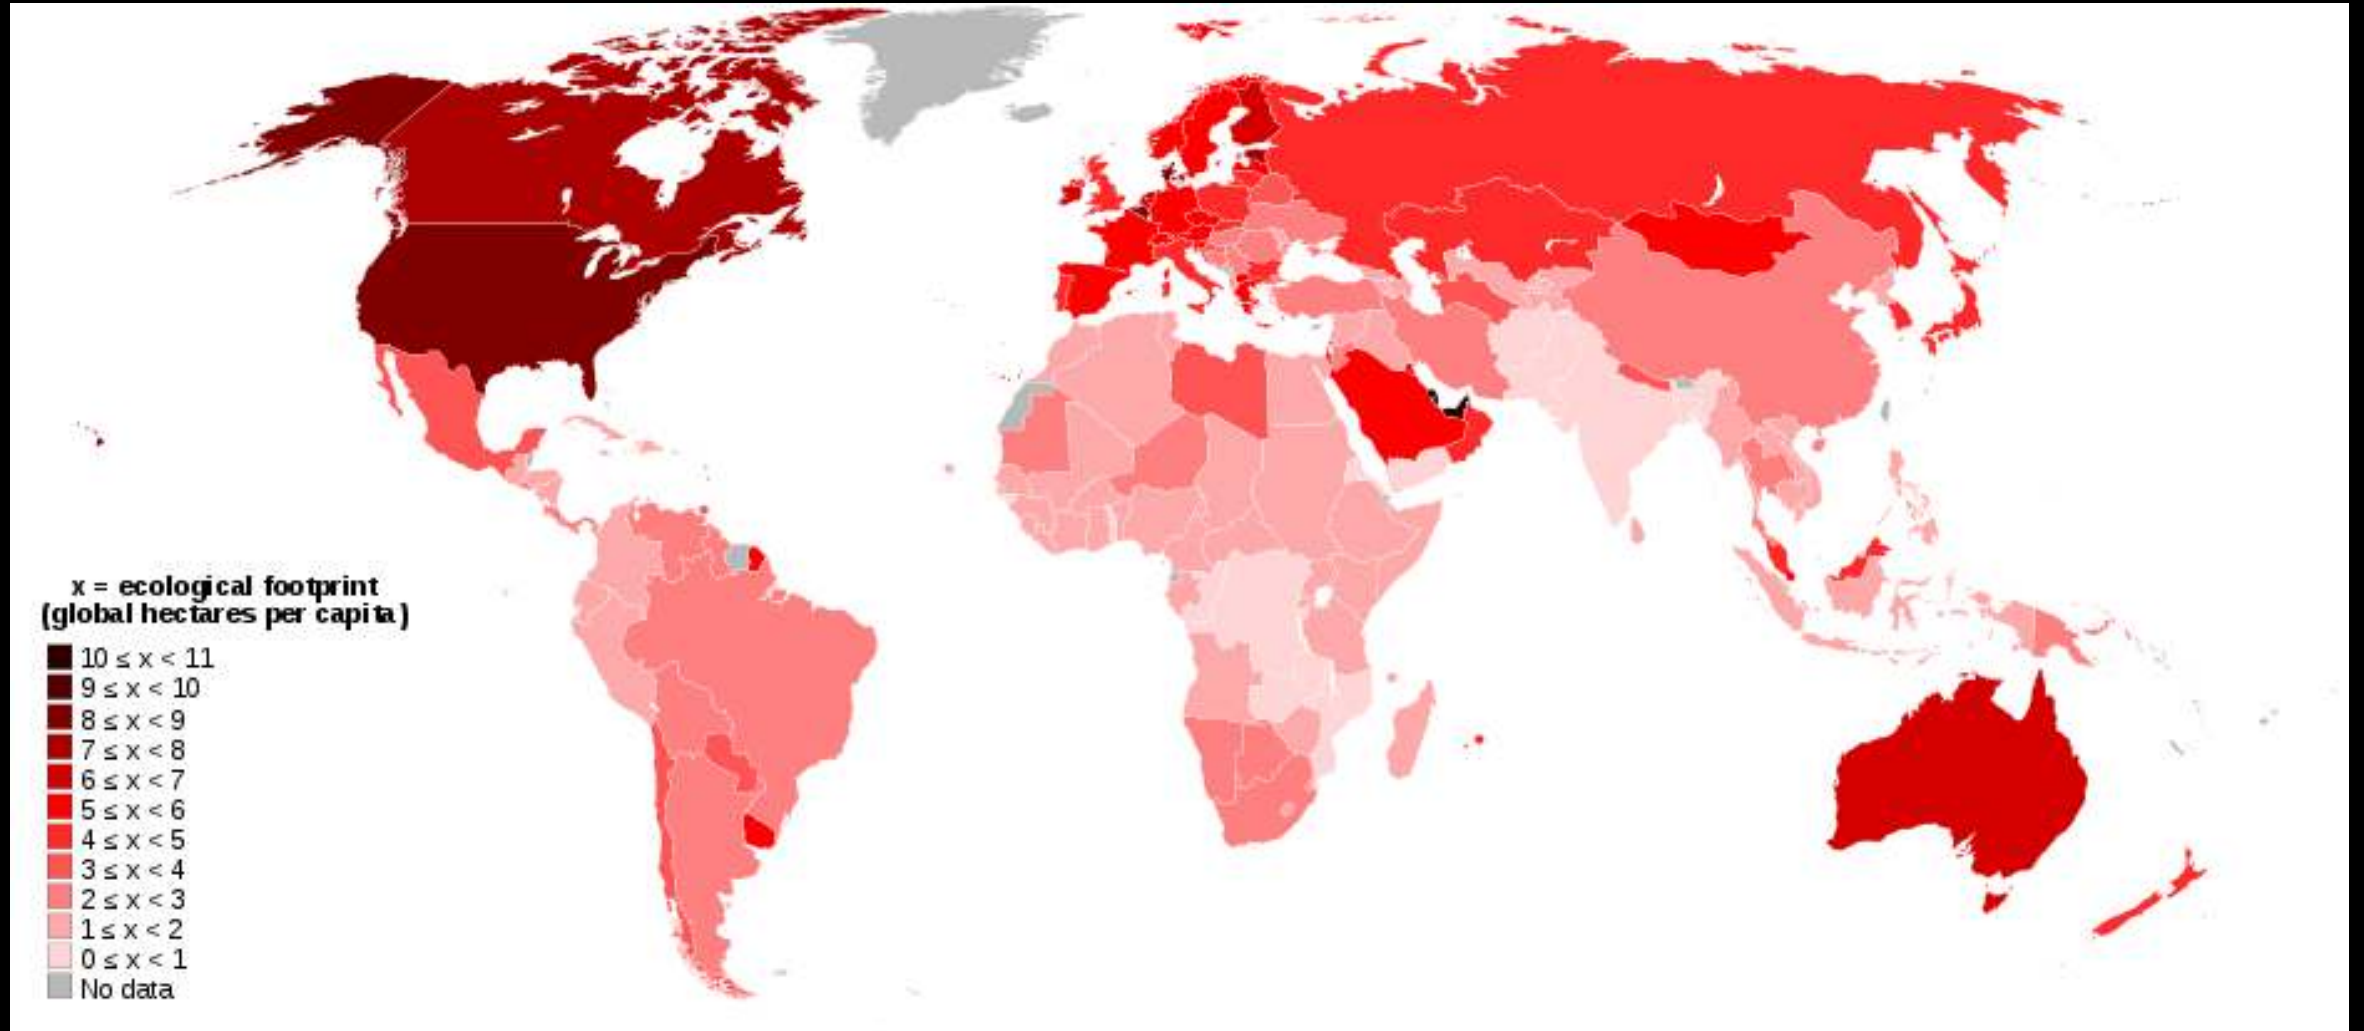 x = ecological footprint
(global hectares per capita)
10 ≤ x < 11
9 ≤ x < 10
8 ≤ x < 9
7 ≤ x < 8
6 ≤ x < 7
5 ≤ x < 6
4 ≤ x < 5
3 ≤ x < 4
2 ≤ x < 3
1 ≤ x < 2
0 ≤ x < 1
No data